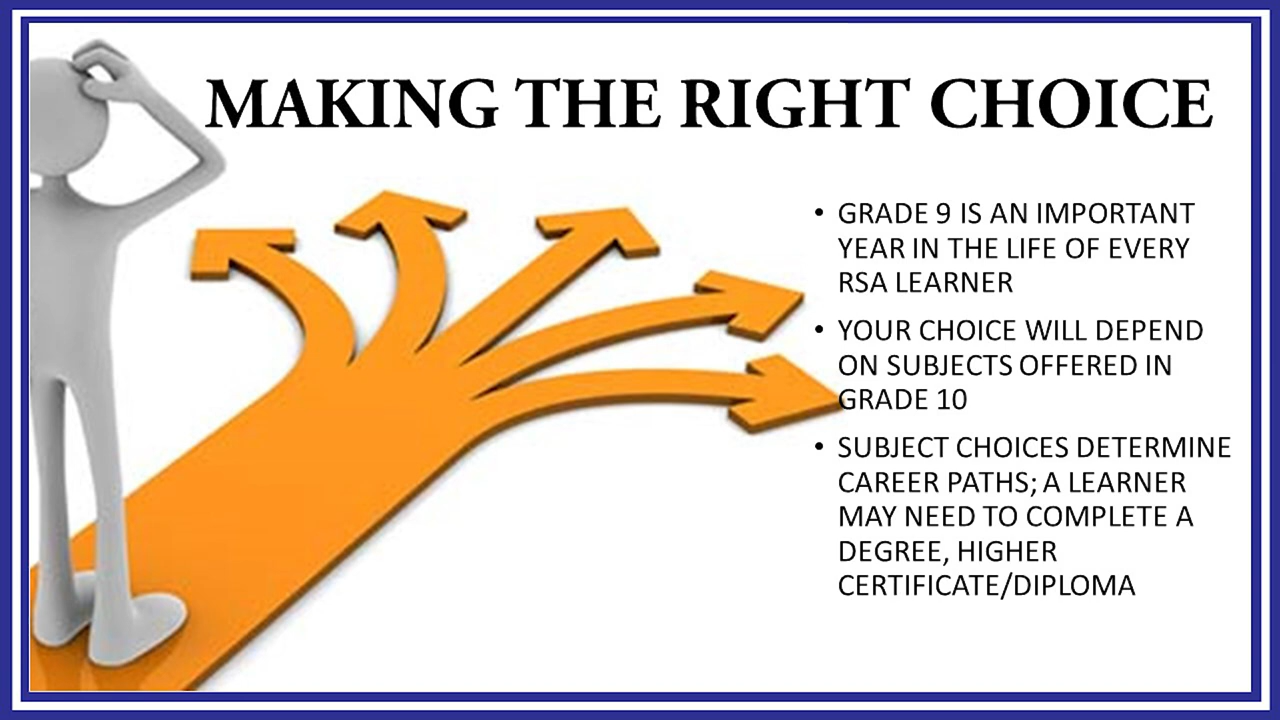 MAKING THE RIGHT CHOICE
• GRADE 9 IS AN IMPORTANT
YEAR IN THE LIFE OF EVERY
RSA LEARNER
• YOUR CHOICE WILL DEPEND
ON SUBJECTS OFFERED IN
GRADE 10
• SUBJECT CHOICES DETERMINE
CAREER PATHS; A LEARNER
MAY NEED TO COMPLETE A
DEGREE, HIGHER
CERTIFICATE/DIPLOMA